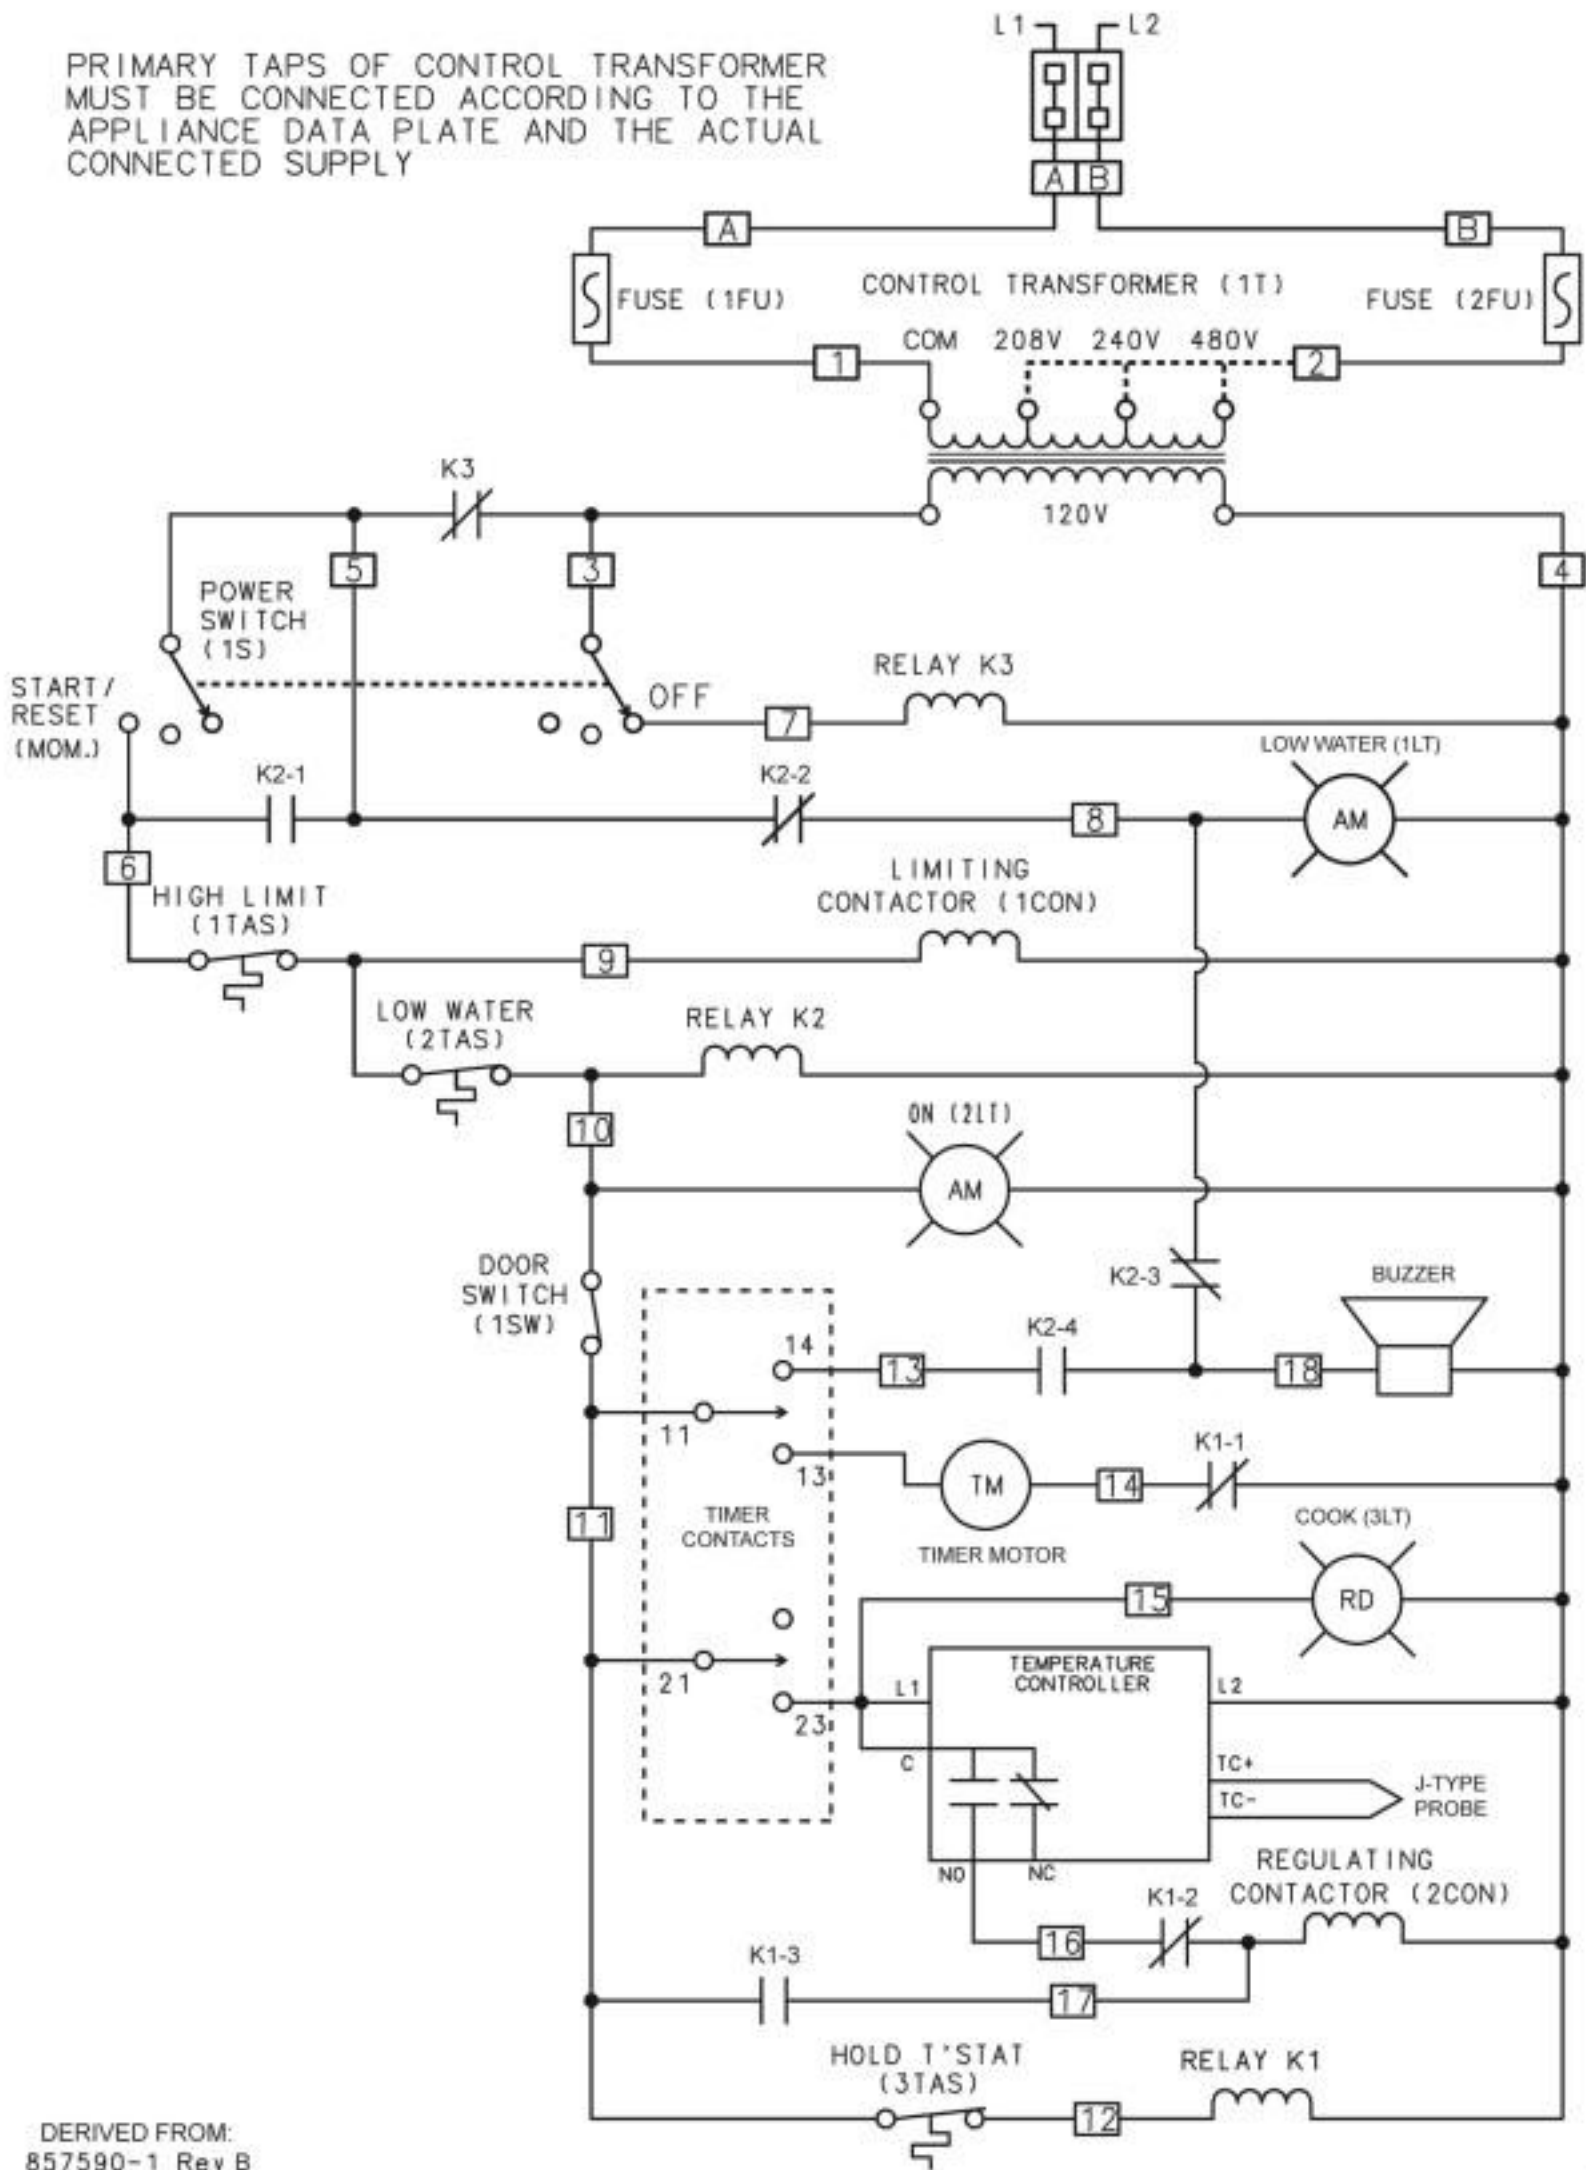 L1
L2
PRIMARY TAPS OF CONTROL TRANSFORMER
MUST BE CONNECTED ACCORDING TO THE
APPLIANCE DATA PLATE AND THE ACTUAL
CONNECTED SUPPLY
A B
A
B
FUSE (1FU)
CONTROL TRANSFORMER (1T)
FUSE (2FU)
COM 208V 240V 480V
1
2
K3
120V
5
3
4
POWER
SWITCH
(1S)
START/
RESET
(MOM.)
OFF
7
RELAY K3
LOW WATER (1LT)
K2-1
K2-2
8
AM
6
HIGH LIMIT
(1TAS)
LIMITING
CONTACTOR (1CON)
9
LOW WATER
(2TAS)
RELAY K2
10
ON (2LT)
AM
DOOR
SWITCH
(1SW)
K2-3
BUZZER
14
13
K2-4
18
11
13
TM
14
K1-1
11
TIMER
CONTACTS
TIMER MOTOR
COOK (3LT)
15
RD
21
23
L1
TEMPERATURE
CONTROLLER
L2
C
TC+
TC-
J-TYPE
PROBE
NO
NC
REGULATING
CONTACTOR (2CON)
16
K1-2
K1-3
17
HOLD T'STAT
(3TAS)
12
RELAY K1
DERIVED FROM:
857590-1 Rev B